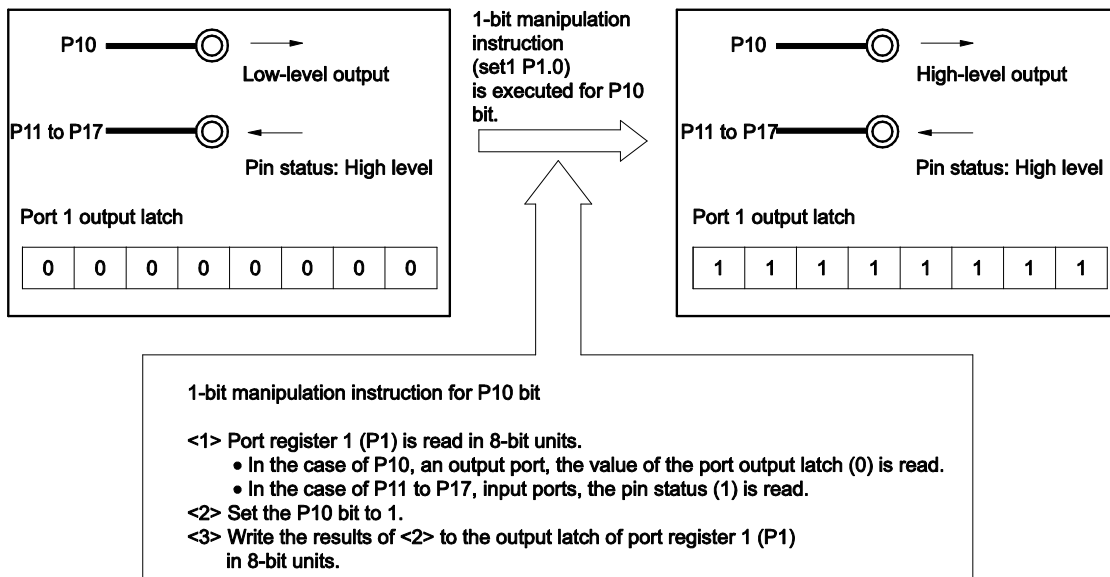 P10
Low-level output
P11 to P17
Pin status: High level
Port 1 output latch
0 0 0 0 0 0 0 0
1-bit manipulation
instruction
(set1 P1.0)
is executed for P10
bit.
P10
High-level output
P11 to P17
Pin status: High level
Port 1 output latch
1 1 1 1 1 1 1 1
1-bit manipulation instruction for P10 bit
<1> Port register 1 (P1) is read in 8-bit units.
• In the case of P10, an output port, the value of the port output latch (0) is read.
• In the case of P11 to P17, input ports, the pin status (1) is read.
<2> Set the P10 bit to 1.
<3> Write the results of <2> to the output latch of port register 1 (P1)
in 8-bit units.